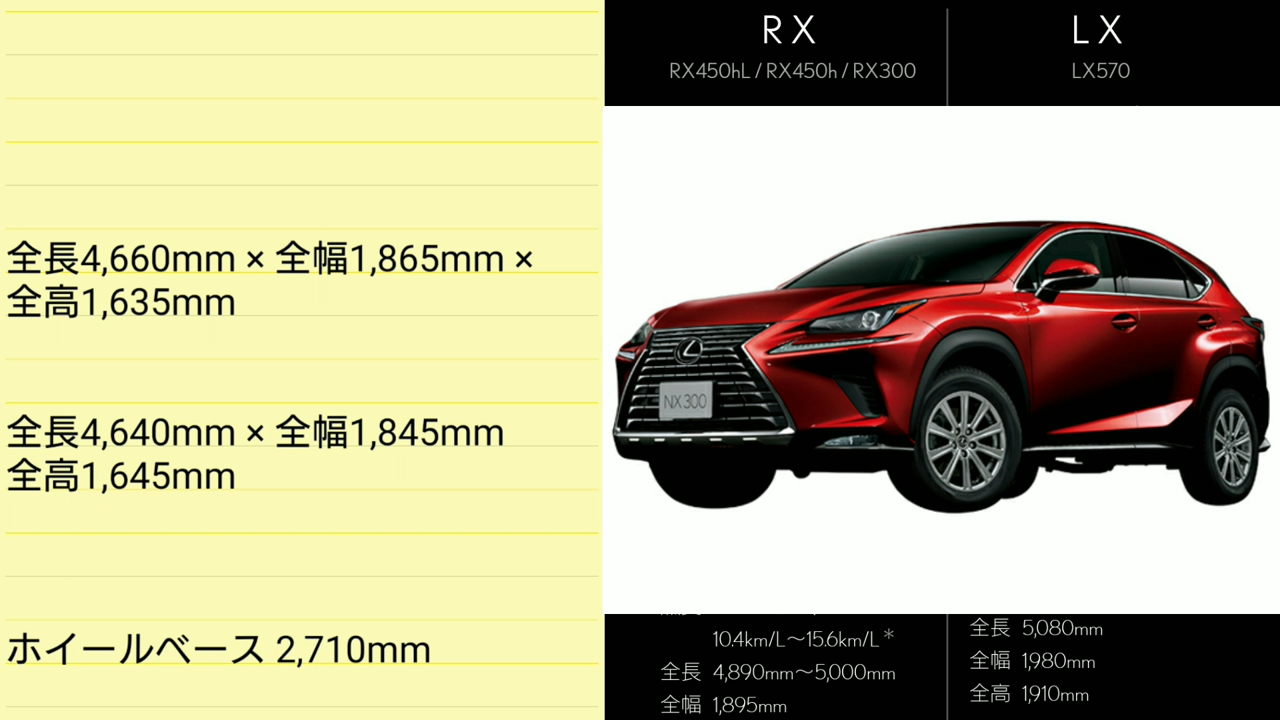 全長4,660mm × 全幅1,865mm ×
全高1,635mm
全長4,640mm × 全幅1,845mm
全高1,645mm
ホイールベース 2,710mm
RX
RX450hL / RX450h / RX300
LX
LX570
NX300
10.4km/L～15.6km/L＊
全長 4,890mm～5,000mm
全幅 1,895mm
全長 5,080mm
全幅 1,980mm
全高 1,910mm